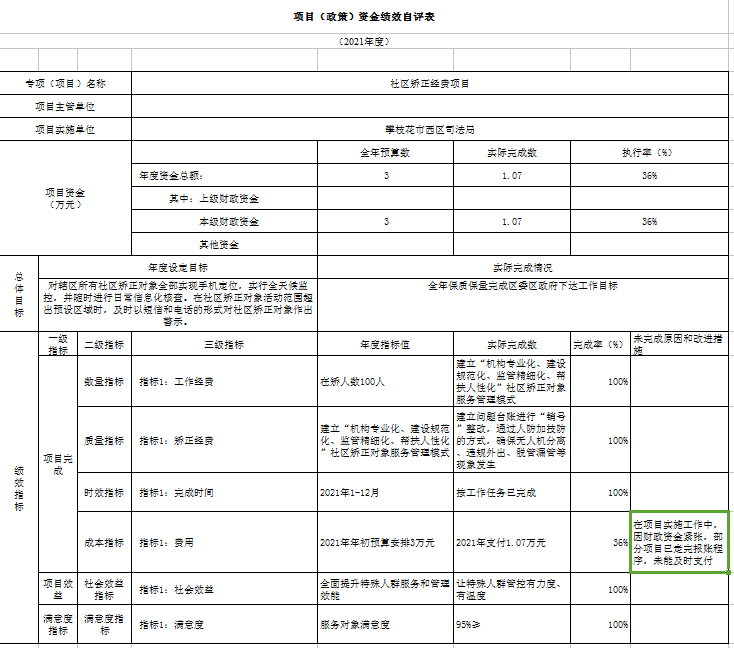 项目（政策）资金绩效自评表
（2021年度）
专项（项目）名称
社区矫正经费项目
项目主管单位
项目实施单位
攀枝花市西区司法局
项目资金
（万元）
全年预算数
实际完成数
执行率（%）
年度资金总额：
3
1.07
36%
其中：上级财政资金
本级财政资金
3
1.07
36%
其他资金
总
体
目
标
年度设定目标
实际完成情况
对辖区所有社区矫正对象全部实现手机定位，实行全天候监
控，并随时进行日常信息化核查。在社区矫正对象活动范围超
出预设区域时，及时以短信和电话的形式对社区矫正对象作出
警示。
全年保质保量完成区委区政府下达工作目标
绩
效
指
标
一级
指标
二级指标
三级指标
年度指标值
实际完成数
完成率（%）
未完成原因和改进措
施
项目完
成
数量指标
指标1：工作经费
在矫人数100人
建立“机构专业化、建设
规范化、监管精细化、帮
扶人性化”社区矫正对象
服务管理模式
100%
质量指标
指标1：矫正经费
建立“机构专业化、建设规范
化、监管精细化、帮扶人性化
”社区矫正对象服务管理模式
建立问题台账进行“销号
”整改，通过人防加技防
的方式，确保无人机分离
、违规外出、脱管漏管等
现象发生
100%
时效指标
指标1：完成时间
2021年1-12月
按工作任务已完成
100%
成本指标
指标1：费用
2021年年初预算安排3万元
2021年支付1.07万元
36%
在项目实施工作中，
因财政资金紧张，部
分项目已走完报账程
序，未能及时支付
项目效
益
社会效益
指标
指标1：社会效益
全面提升特殊人群服务和管理
效能
让特殊人群管控有力度、
有温度
100%
满意度
指标
满意度指
标
指标1：满意度
服务对象满意度
95%≥
100%